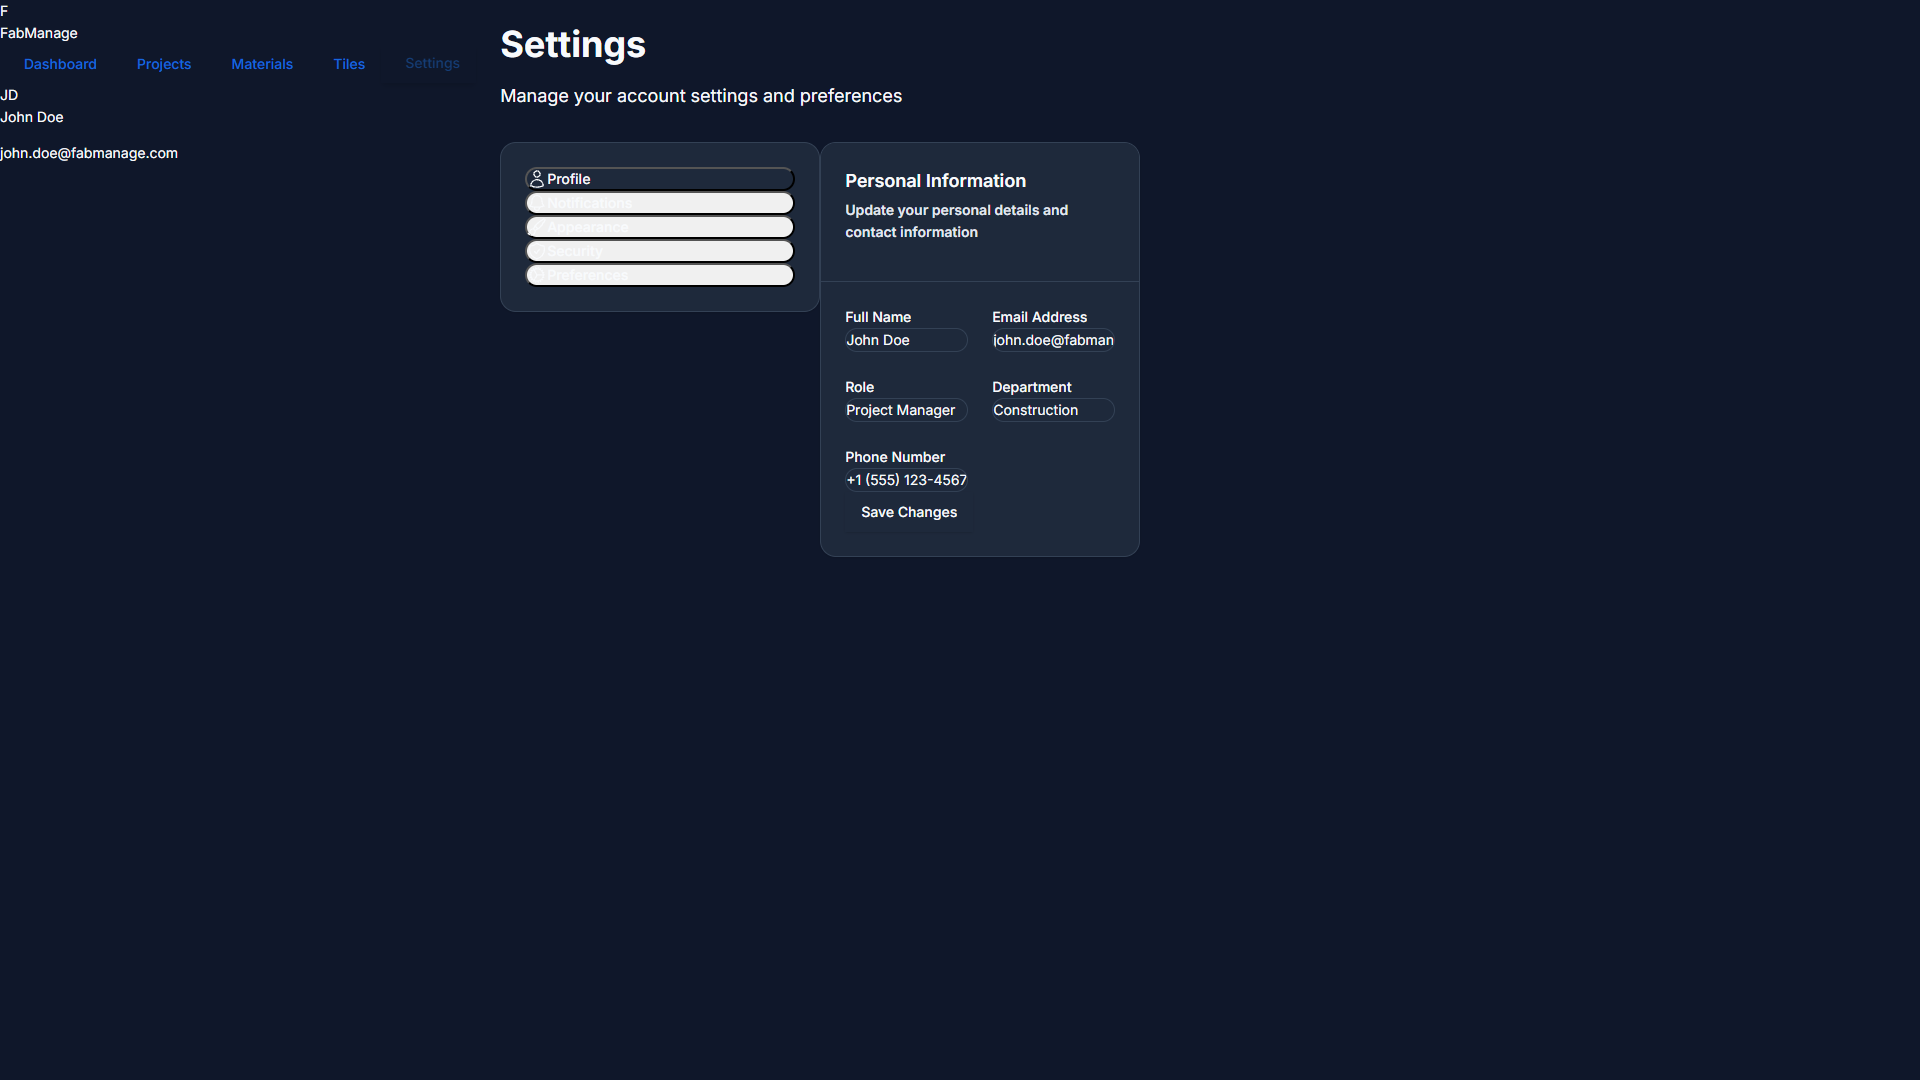 F
FabManage
Dashboard
Projects
Materials
Tiles
Settings
JD
John Doe
john.doe@fabmanage.com
Settings
Manage your account settings and preferences
Profile
Notifications
Appearance
Security
Preferences
Personal Information
Update your personal details and
contact information
Full Name
John Doe
Email Address
john.doe@fabman
Role
Project Manager
Department
Construction
Phone Number
+1 (555) 123-4567
Save Changes